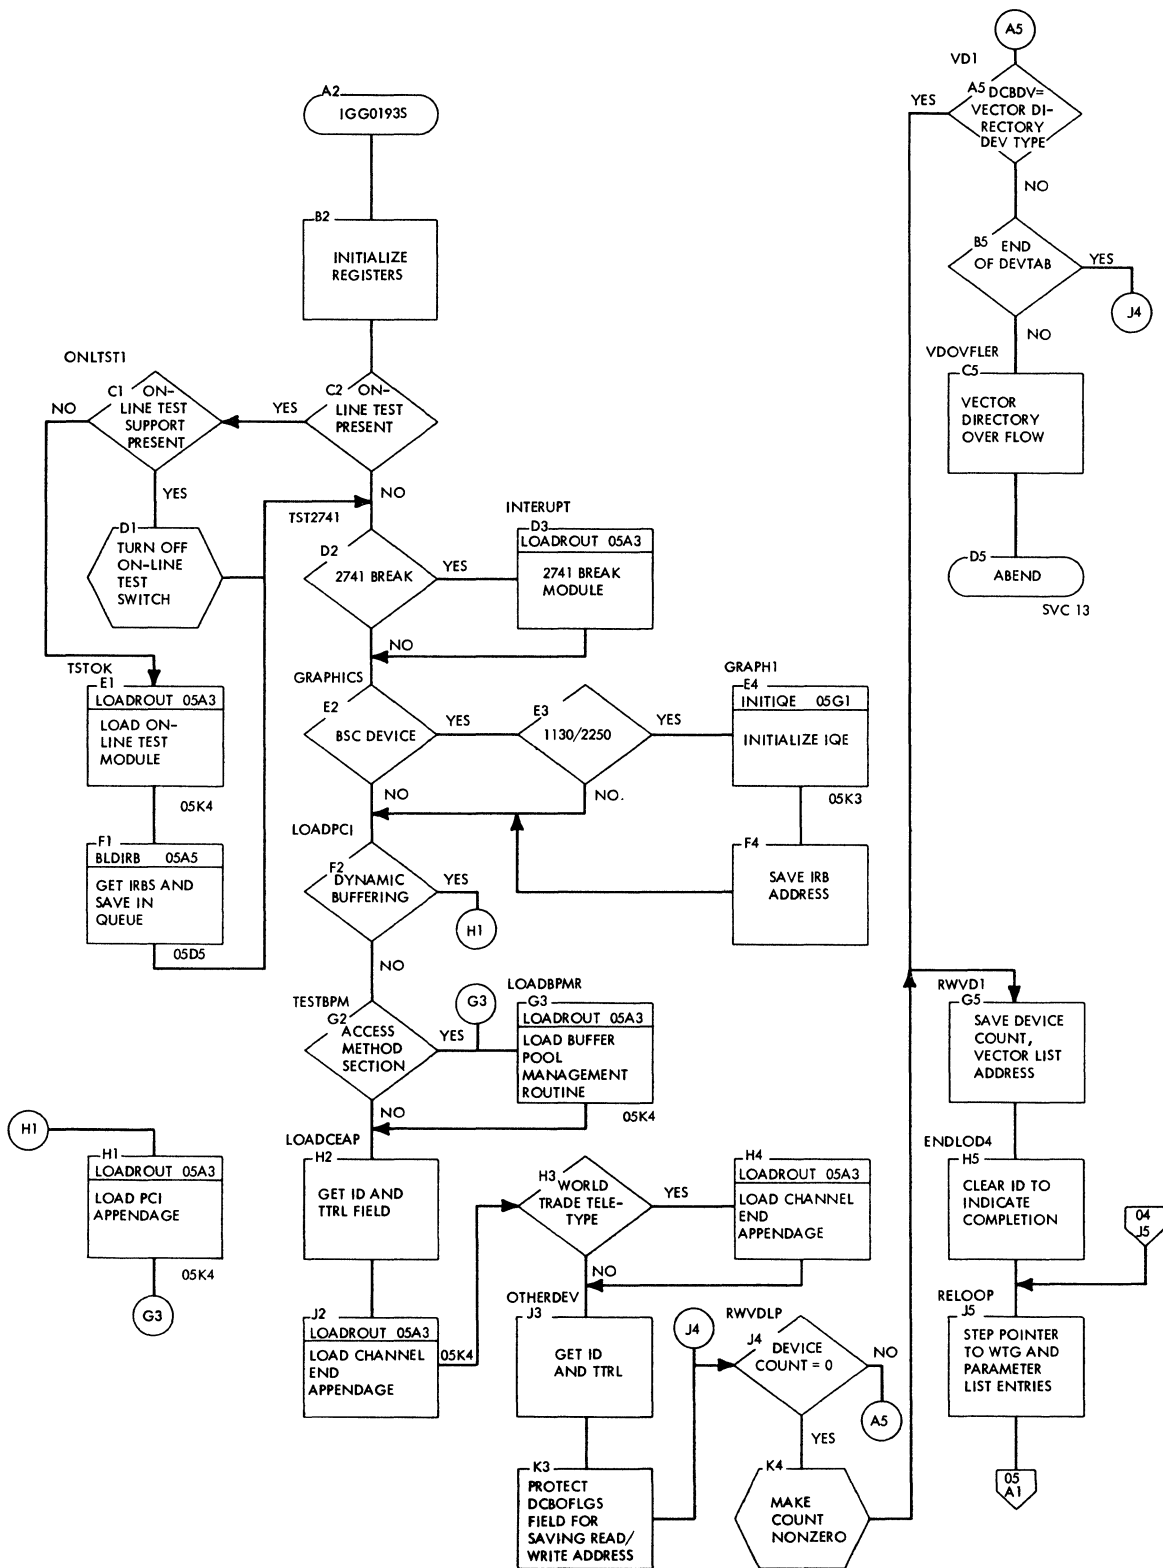 A2
IGG0193S
B2
INITIALIZE
REGISTERS
ONLTST1
C1 ON-
LINE TEST
SUPPORT
PRESENT
NO
YES
YES
C2 ON-
LINE TEST
PRESENT
NO
D1
TURN OFF
ON-LINE
TEST
SWITCH
TST2741
D2
2741 BREAK
YES
NO
INTERUPT
D3
LOADROUT 05A3
2741 BREAK
MODULE
TSTOK
E1
LOADROUT 05A3
LOAD ON-
LINE TEST
MODULE
05K4
F1
BLDIRB 05A5
GET IRBS AND
SAVE IN
QUEUE
05D5
GRAPHICS
E2
BSC DEVICE
YES
NO
E3
1130/2250
YES
NO.
GRAPH1
E4
INITIQE 05G1
INITIALIZE IQE
05K3
F4
SAVE IRB
ADDRESS
LOADPCI
F2
DYNAMIC
BUFFERING
YES
H1
NO
TESTBPM
G2
ACCESS
METHOD
SECTION
YES
G3
NO
LOADBPMR
G3
LOADROUT 05A3
LOAD BUFFER
POOL
MANAGEMENT
ROUTINE
05K4
H1
H1
LOADROUT 05A3
LOAD PCI
APPENDAGE
05K4
G3
LOADCEAP
H2
GET ID AND
TTRL FIELD
J2
LOADROUT 05A3
LOAD CHANNEL
END
APPENDAGE
05K4
H3
WORLD
TRADE TELE-
TYPE
YES
NO
H4
LOADROUT 05A3
LOAD CHANNEL
END
APPENDAGE
OTHERDEV
J3
GET ID
AND TTRL
K3
PROTECT
DCBOFLGS
FIELD FOR
SAVING READ/
WRITE ADDRESS
J4
RWVDLP
J4
DEVICE
COUNT = 0
NO
A5
YES
K4
MAKE
COUNT
NONZERO
A5
VD1
A5
DCBDV=
VECTOR DI-
RECTORY
DEV TYPE
YES
NO
B5
END
OF DEVTAB
YES
J4
NO
VDOVFLER
C5
VECTOR
DIRECTORY
OVER FLOW
D5
ABEND
SVC 13
RWVD1
G5
SAVE DEVICE
COUNT,
VECTOR LIST
ADDRESS
ENDLOD4
H5
CLEAR ID TO
INDICATE
COMPLETION
04
J5
RELOOP
J5
STEP POINTER
TO WTG AND
PARAMETER
LIST ENTRIES
05
A1